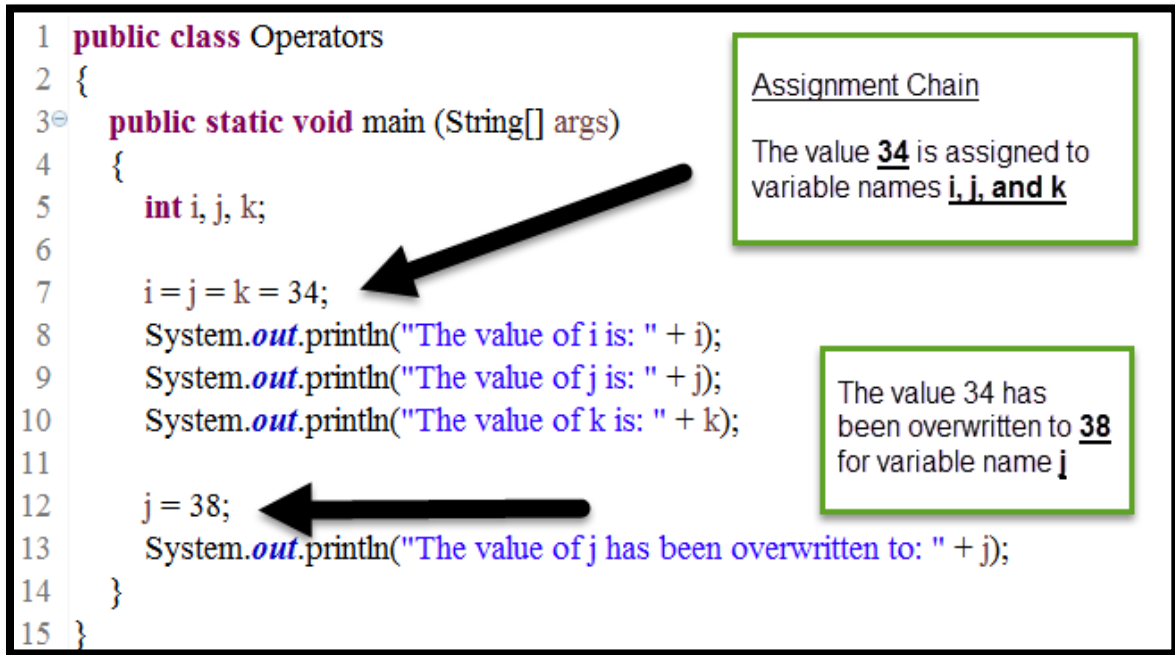 1 public class Operators
2 {
3 public static void main (String[] args)
4 {
5 int i, j, k;
6
7 i = j = k = 34;
8 System.out.println("The value of i is: " + i);
9 System.out.println("The value of j is: " + j);
10 System.out.println("The value of k is: " + k);
11
12 j = 38;
13 System.out.println("The value of j has been overwritten to: " + j);
14 }
15 }
Assignment Chain
The value 34 is assigned to
variable names i, j, and k
The value 34 has
been overwritten to 38
for variable name j